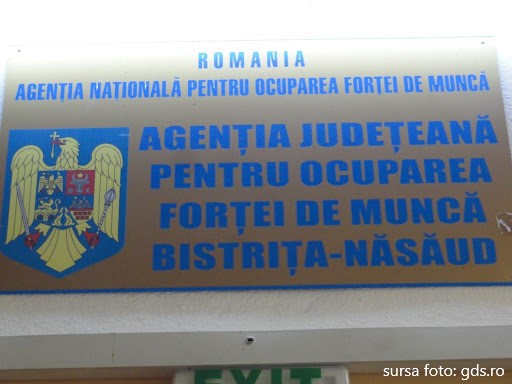 ROMANIA
AGENȚIA NAȚIONALĂ PENTRU OCUPAREA FORȚEI DE MUNCĂ
AGENȚIA JUDEȚEANĂ
PENTRU OCUPAREA
FORȚEI DE MUNCĂ
BISTRIȚA-NĂSĂUD
EXIT
sursa foto: gds.ro